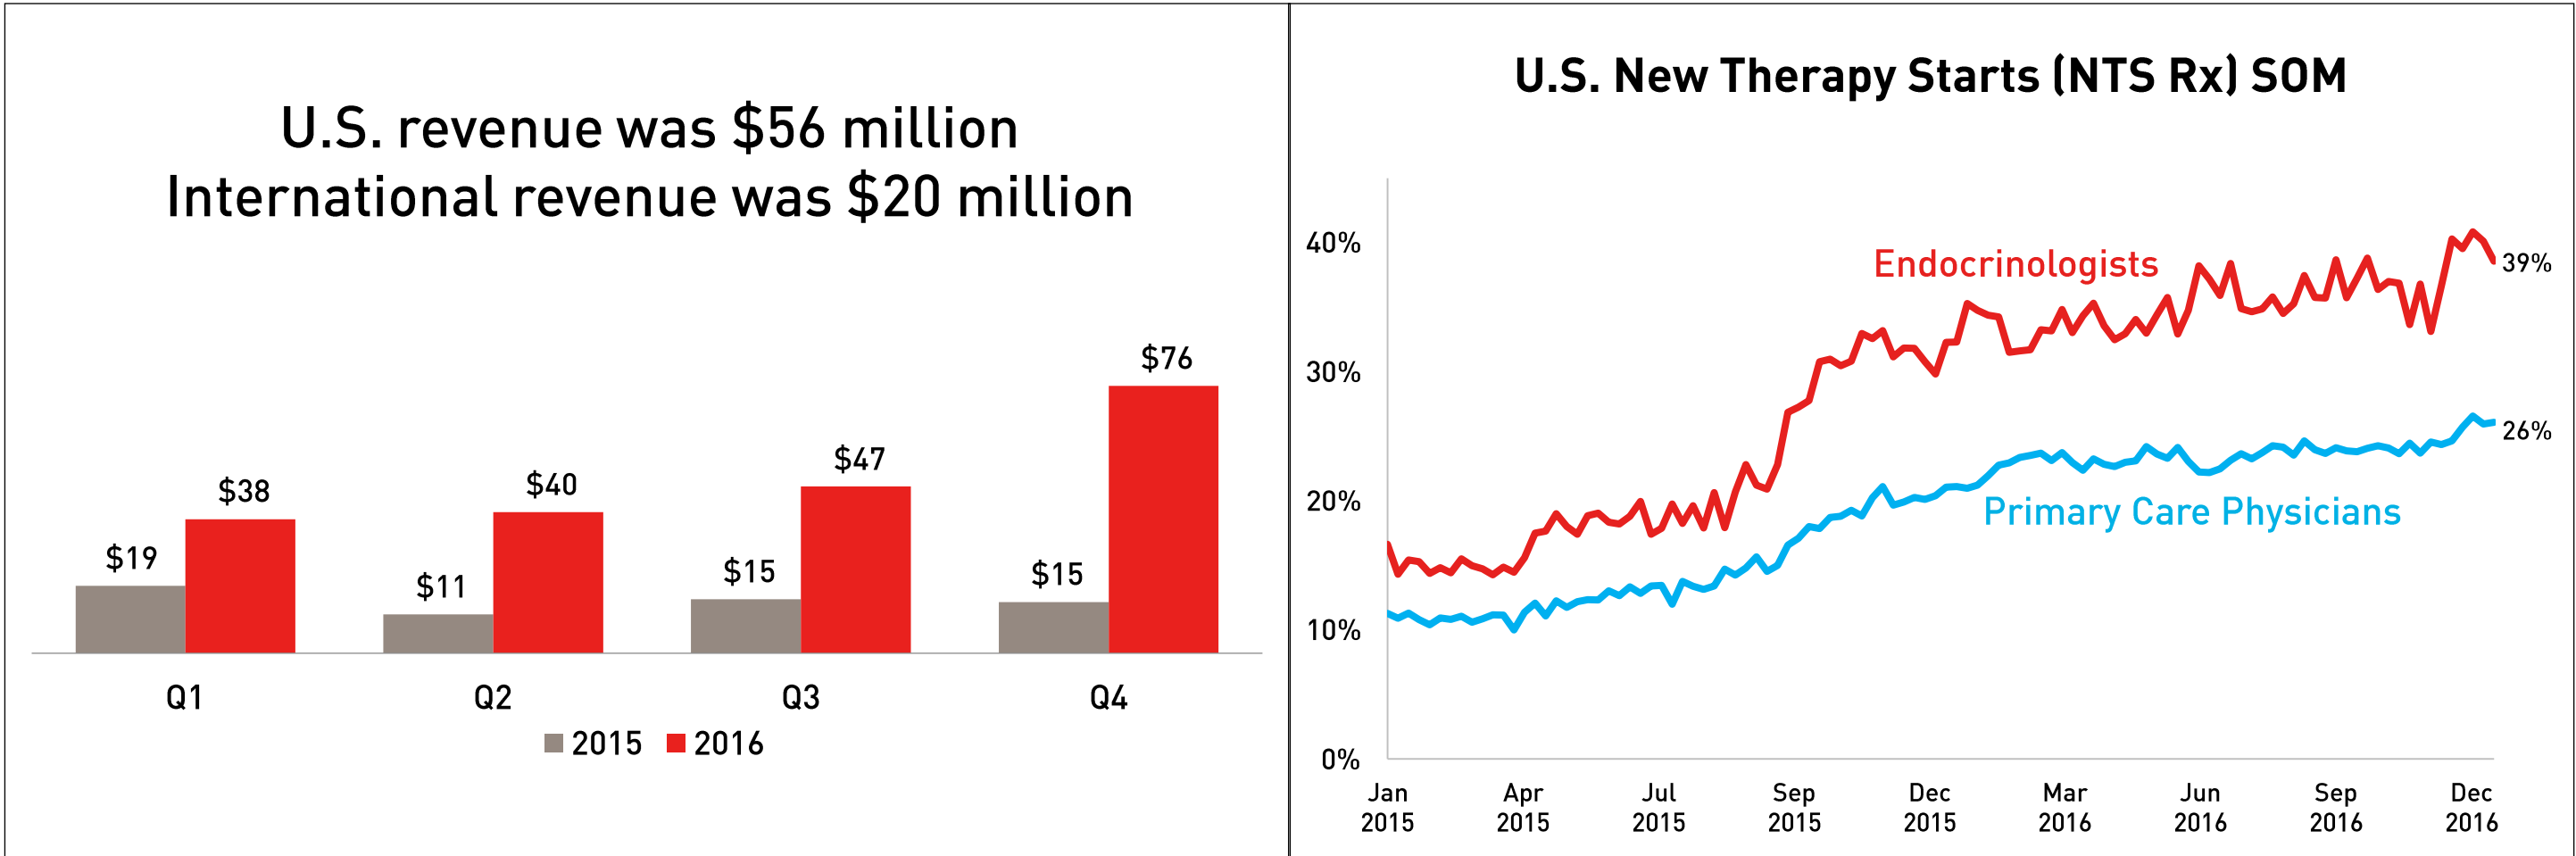 U.S. revenue was $56 million
International revenue was $20 million
$19
$38
$11
$40
$15
$47
$15
$76
Q1
Q2
Q3
Q4
2015
2016
U.S. New Therapy Starts (NTS Rx) SOM
40%
30%
20%
10%
0%
Endocrinologists
39%
26%
Primary Care Physicians
Jan
2015
Apr
2015
Jul
2015
Sep
2015
Dec
2015
Mar
2016
Jun
2016
Sep
2016
Dec
2016